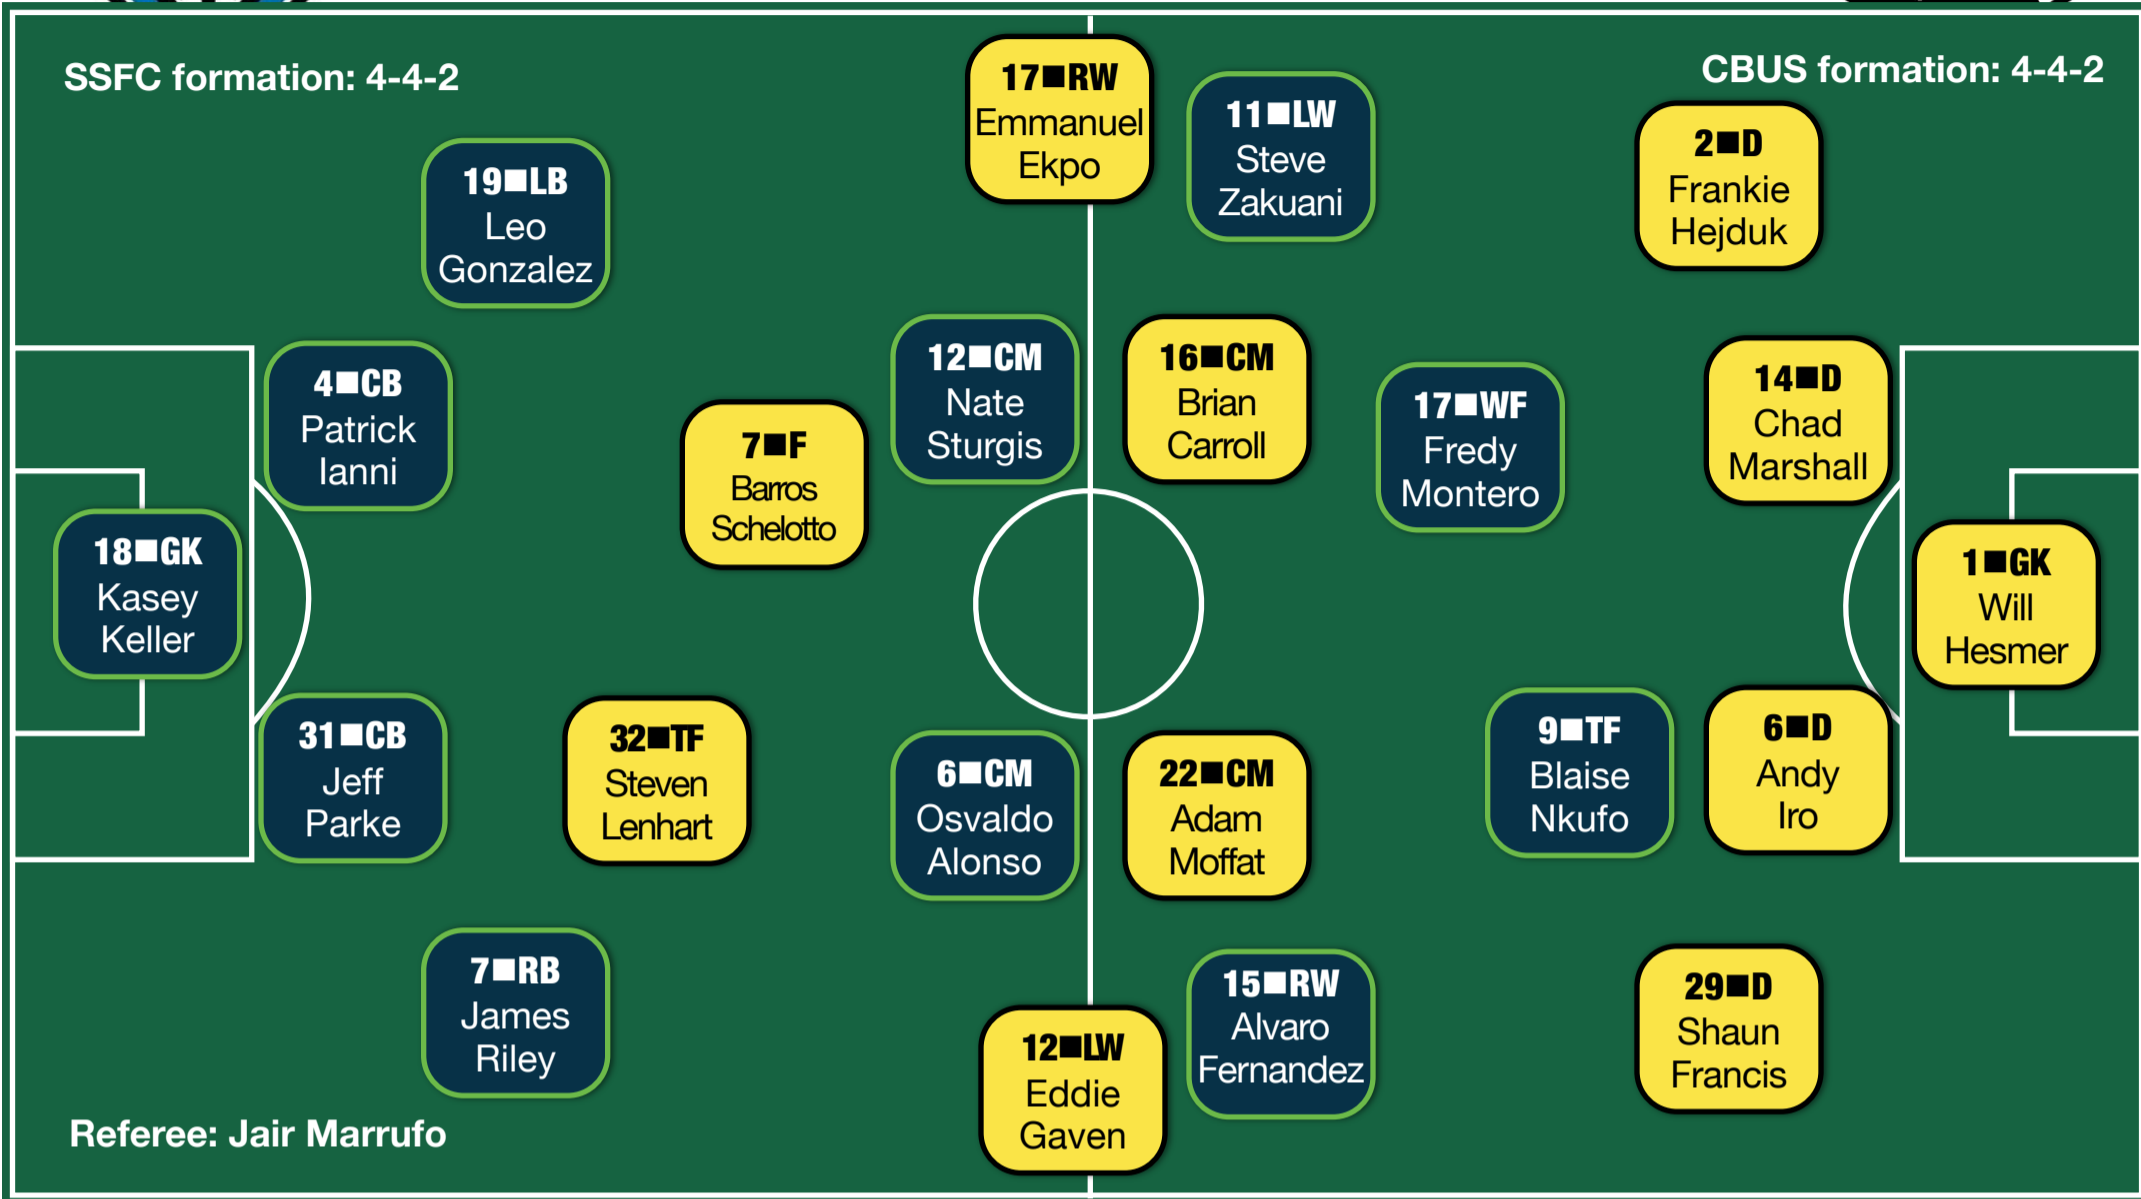 SSFC formation: 4-4-2
CBUS formation: 4-4-2
19■LB
Leo
Gonzalez
4■CB
Patrick
Ianni
18■GK
Kasey
Keller
31■CB
Jeff
Parke
7■RB
James
Riley
7■F
Barros
Schelotto
32■TF
Steven
Lenhart
17■RW
Emmanuel
Ekpo
12■CM
Nate
Sturgis
6■CM
Osvaldo
Alonso
12■LW
Eddie
Gaven
11■LW
Steve
Zakuani
16■CM
Brian
Carroll
22■CM
Adam
Moffat
15■RW
Alvaro
Fernandez
17■WF
Fredy
Montero
9■TF
Blaise
Nkufo
2■D
Frankie
Hejduk
14■D
Chad
Marshall
6■D
Andy
Iro
29■D
Shaun
Francis
1■GK
Will
Hesmer
Referee: Jair Marrufo